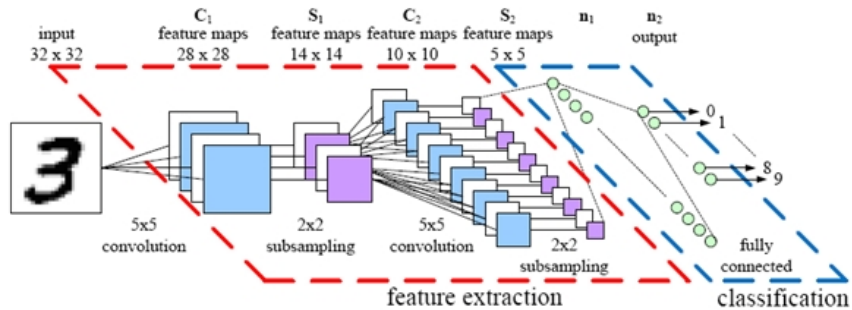 input
32 x 32
C1
feature maps
28 x 28
S1
feature maps
14 x 14
C2
feature maps
10 x 10
S2
feature maps
5 x 5
n1
n2
output
3
0
1
8
9
5x5
convolution
2x2
subsampling
5x5
convolution
2x2
subsampling
fully
connected
feature extraction
classification